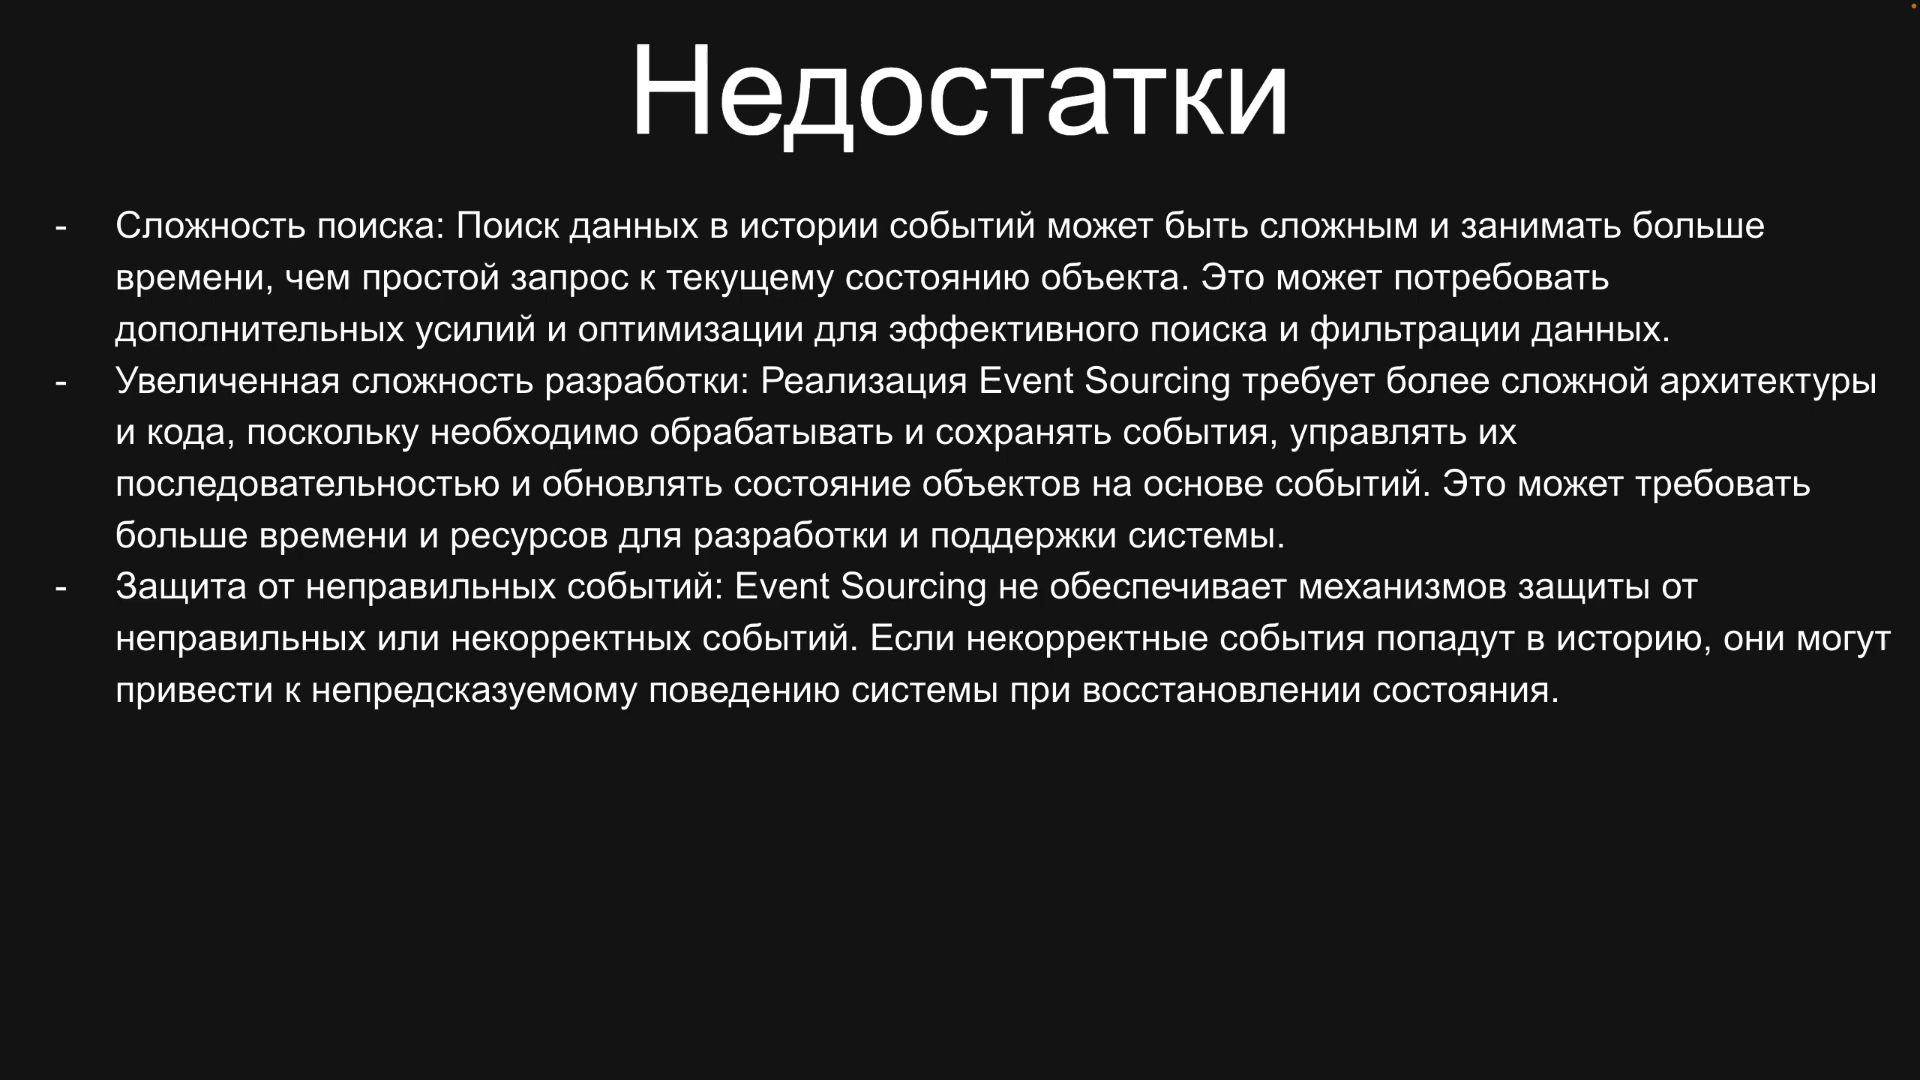 Недостатки
- Сложность поиска: Поиск данных в истории событий может быть сложным и занимать больше
времени, чем простой запрос к текущему состоянию объекта. Это может потребовать
дополнительных усилий и оптимизации для эффективного поиска и фильтрации данных.
- Увеличенная сложность разработки: Реализация Event Sourcing требует более сложной архитектуры
и кода, поскольку необходимо обрабатывать и сохранять события, управлять их
последовательностью и обновлять состояние объектов на основе событий. Это может требовать
больше времени и ресурсов для разработки и поддержки системы.
- Защита от неправильных событий: Event Sourcing не обеспечивает механизмов защиты от
неправильных или некорректных событий. Если некорректные события попадут в историю, они могут
привести к непредсказуемому поведению системы при восстановлении состояния.